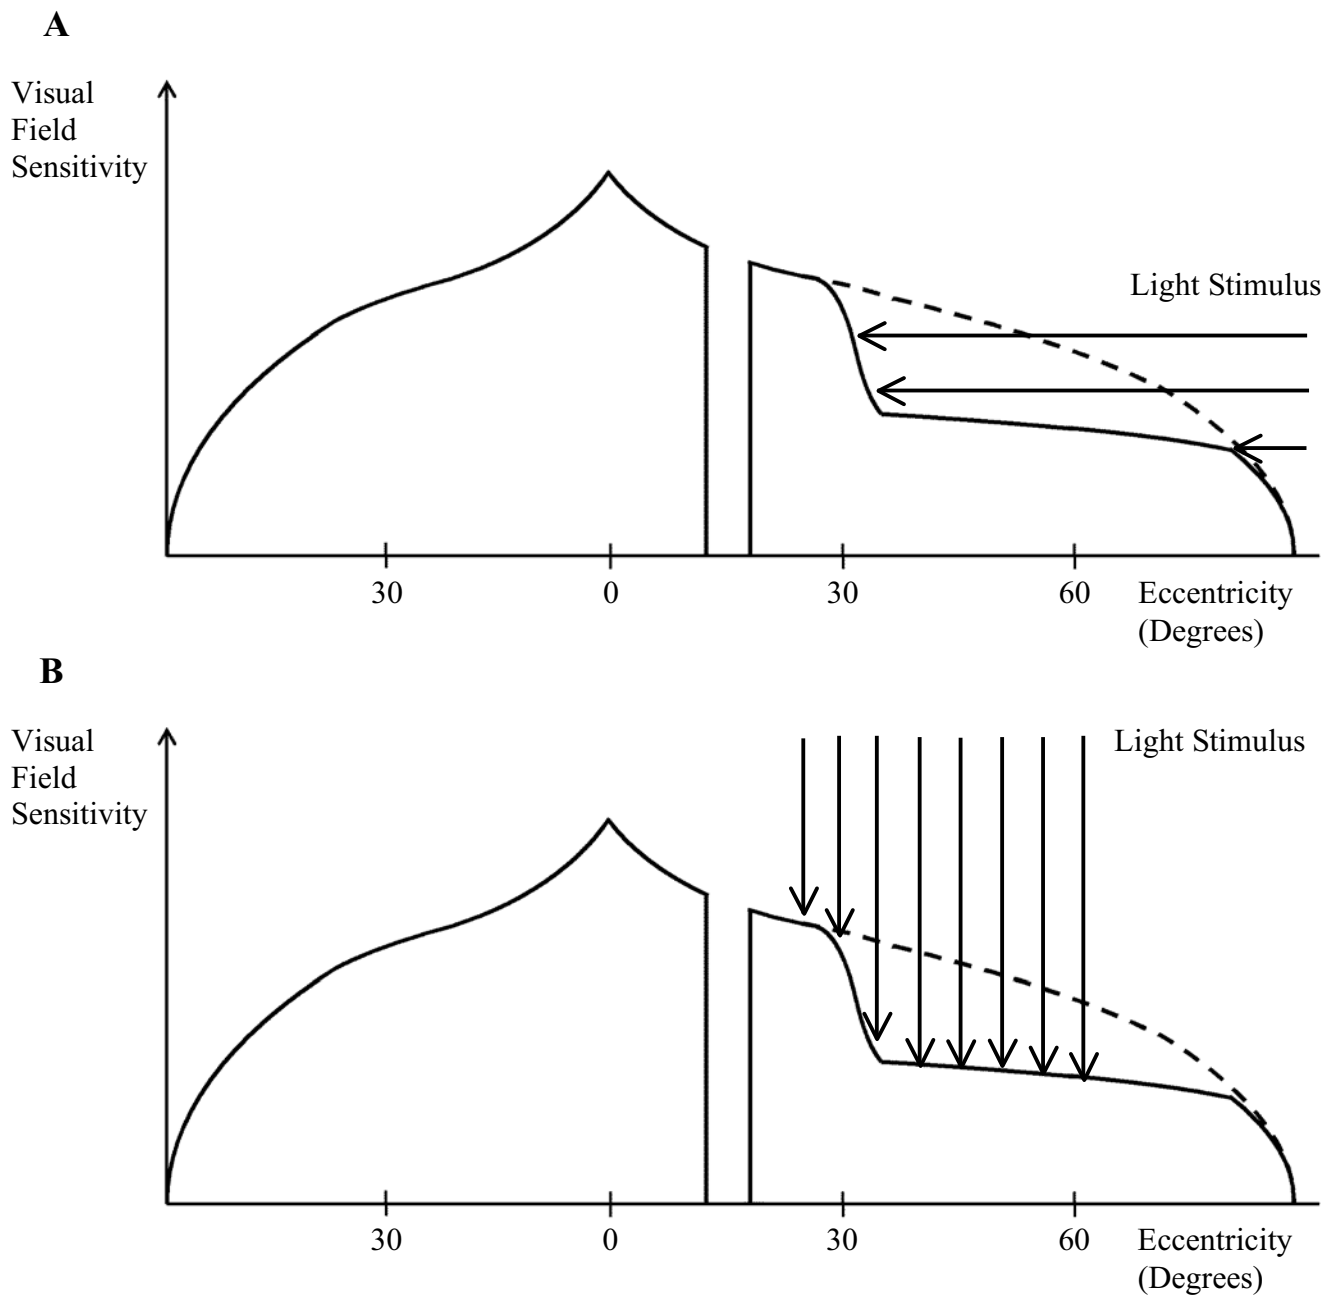 A
Visual
Field
Sensitivity
Light Stimulus
30
0
30
60
Eccentricity
(Degrees)
B
Visual
Field
Sensitivity
Light Stimulus
30
0
30
60
Eccentricity
(Degrees)